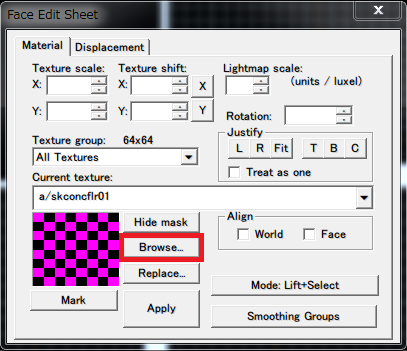 Face Edit Sheet
Material Displacement
Texture scale: Texture shift: Lightmap scale:
X: X: X (units / luxel)
Y: Y: Y Rotation:
Texture group: 64x64 Justify
All Textures L R Fit T B C
Treat as one
Current texture:
a/skconcflr01
Hide mask Align
Browse... World Face
Replace...
Mode: Lift+Select
Mark Apply
Smoothing Groups